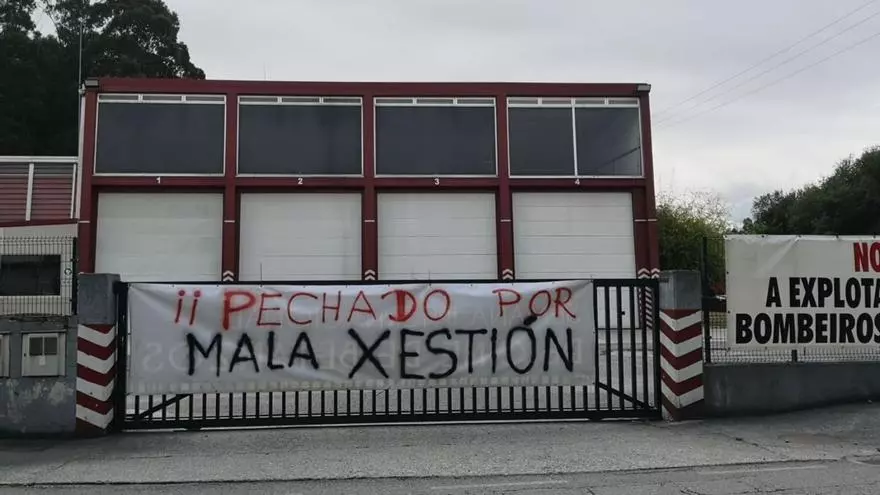 1 2 3 4
¡¡ PECHADO POR
MALA XESTIÓN
NO
A EXPLOTA
BOMBEIROS